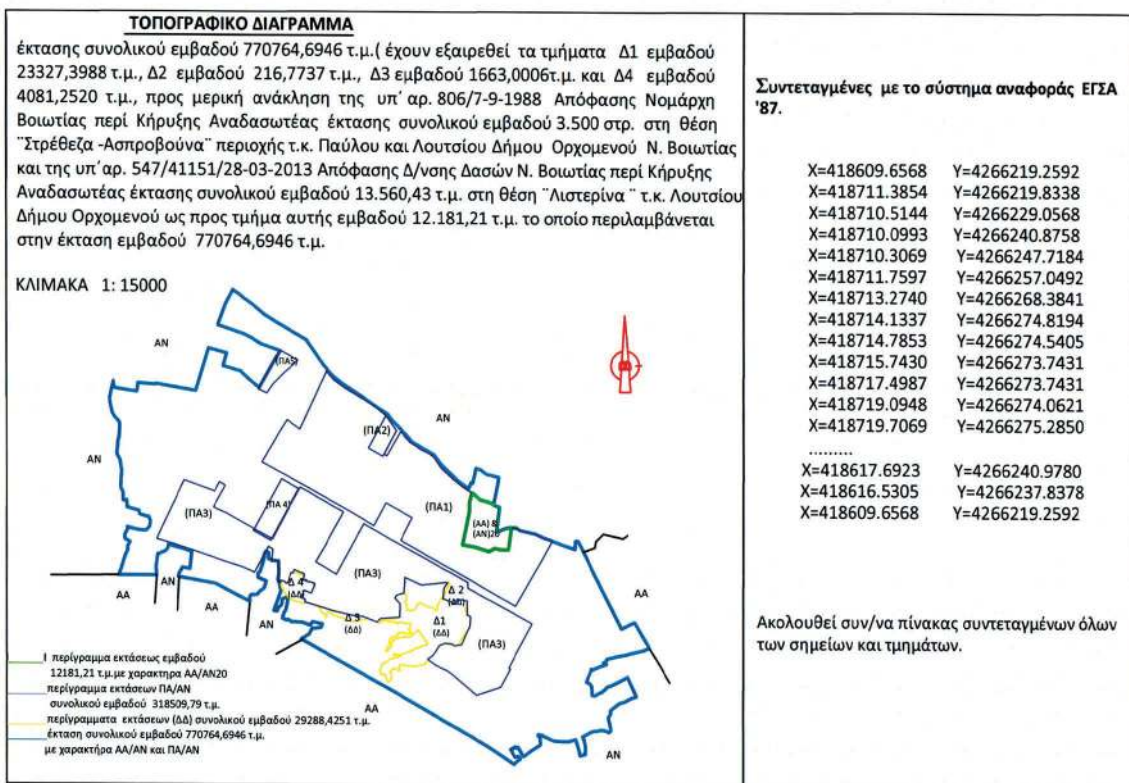 ΤΟΠΟΓΡΑΦΙΚΟ ΔΙΑΓΡΑΜΜΑ
έκτασης συνολικού εμβαδού 770764,6946 τ.μ.( έχουν εξαιρεθεί τα τμήματα Δ1 εμβαδού
23327,3988 τ.μ., Δ2 εμβαδού 216,7737 τ.μ., Δ3 εμβαδού 1663,0006τ.μ. και Δ4 εμβαδού
4081,2520 τ.μ., προς μερική ανάκληση της υπ΄αρ. 806/7-9-1988 Απόφασης Νομάρχη
Βοιωτίας περί Κήρυξης Αναδασωτέας έκτασης συνολικού εμβαδού 3.500 στρ. στη θέση
¨Στρέθεζα -Ασπροβούνα¨ περιοχής τ.κ. Παύλου και Λουτσίου Δήμου Ορχομενού Ν. Βοιωτίας
και της υπ΄αρ. 547/41151/28-03-2013 Απόφασης Δ/νσης Δασών Ν. Βοιωτίας περί Κήρυξης
Αναδασωτέας έκτασης συνολικού εμβαδού 13.560,43 τ.μ. στη θέση ¨Λιστερίνα¨ τ.κ. Λουτσίου
Δήμου Ορχομενού ως προς τμήμα αυτής εμβαδού 12.181,21 τ.μ. το οποίο περιλαμβάνεται
στην έκταση εμβαδού 770764,6946 τ.μ.
ΚΛΙΜΑΚΑ 1: 15000
ΑΝ
(ΠΑ5)
ΑΝ
(ΠΑ2)
ΑΝ
(ΠΑ3)
(ΠΑ 4)
(ΠΑ1)
(ΑΑ) &
(ΑΝ)20
(ΠΑ3)
Δ 4
(ΔΔ)
Δ 2
(ΔΔ)
ΑΝ
ΑΑ
ΑΑ
ΑΑ
ΑΝ
Δ 3
(ΔΔ)
Δ1
(ΔΔ)
(ΠΑ3)
ΑΑ
ΑΝ
περίγραμα εκτάσεως εμβαδού
12181,21 τ.μ.με χαρακτηρα ΑΑ/ΑΝ20
περίγραμμα εκτάσεων ΠΑ/ΑΝ
συνολικού εμβαδού 318509,79 τ.μ.
περίγραμματα εκτάσεων (ΔΔ) συνολικού εμβαδού 29288,4251 τ.μ.
έκταση συνολικού εμβαδού 770764,6946 τ.μ.
με χαρακτήρα ΑΑ/ΑΝ και ΠΑ/ΑΝ
Συντεταγμένες με το σύστημα αναφοράς ΕΓΣΑ
'87.
X=418609.6568 Y=4266219.2592
X=418711.3854 Y=4266219.8338
X=418710.5144 Y=4266229.0568
X=418710.0993 Y=4266240.8758
X=418710.3069 Y=4266247.7184
X=418711.7597 Y=4266257.0492
X=418713.2740 Y=4266268.3841
X=418714.1337 Y=4266274.8194
X=418714.7853 Y=4266274.5405
X=418715.7430 Y=4266273.7431
X=418717.4987 Y=4266273.7431
X=418719.0948 Y=4266274.0621
X=418719.7069 Y=4266275.2850
.........
X=418617.6923 Y=4266240.9780
X=418616.5305 Y=4266237.8378
X=418609.6568 Y=4266219.2592
Ακολουθεί συν/να πίνακας συντεταγμένων όλων
των σημείων και τμημάτων.